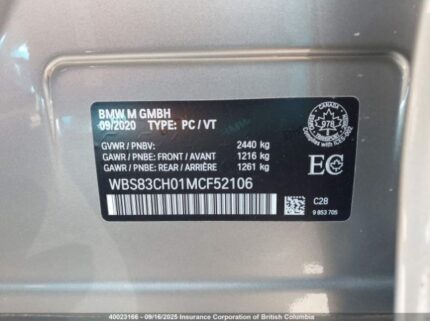 BMW M GMBH
09/2020 TYPE: PC / VT
GVWR / PNBV: 2440 kg
GAWR / PNBE: FRONT / AVANT 1216 kg
GAWR / PNBE: REAR / ARRIÈRE 1261 kg
WBS83CH01MCF52106
CANADA
978
EC
C28
9 853 705
40023166 - 09/16/2025 Insurance Corporation of British Columbia